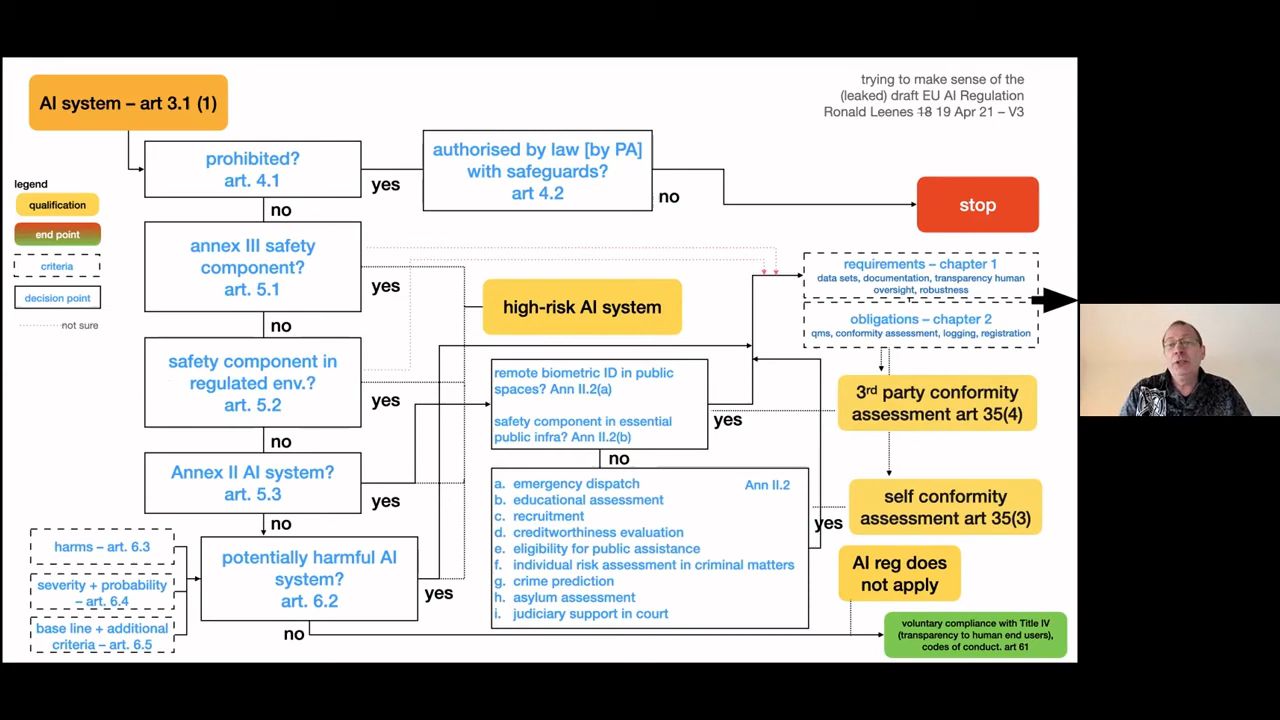 AI system – art 3.1 (1)
trying to make sense of the
(leaked) draft EU AI Regulation
Ronald Leenes 18 19 Apr 21 – V3
prohibited?
art. 4.1
yes
authorised by law [by PA]
with safeguards?
art 4.2
no
stop
legend
qualification
end point
criteria
decision point
not sure
no
annex III safety
component?
art. 5.1
yes
high-risk AI system
requirements – chapter 1
data sets, documentation, transparency human
oversight, robustness
obligations – chapter 2
qms, conformity assessment, logging, registration
no
safety component in
regulated env.?
art. 5.2
yes
remote biometric ID in public
spaces? Ann II.2(a)
safety component in essential
public infra? Ann II.2(b)
yes
3rd party conformity
assessment art 35(4)
no
no
Annex II AI system?
art. 5.3
yes
a. emergency dispatch
Ann II.2
b. educational assessment
c. recruitment
d. creditworthiness evaluation
e. eligibility for public assistance
f. individual risk assessment in criminal matters
g. crime prediction
h. asylum assessment
i. judiciary support in court
yes
self conformity
assessment art 35(3)
no
harms – art. 6.3
severity + probability
– art. 6.4
base line + additional
criteria – art. 6.5
potentially harmful AI
system?
art. 6.2
yes
AI reg does
not apply
no
voluntary compliance with Title IV
(transparency to human end users),
codes of conduct. art 61